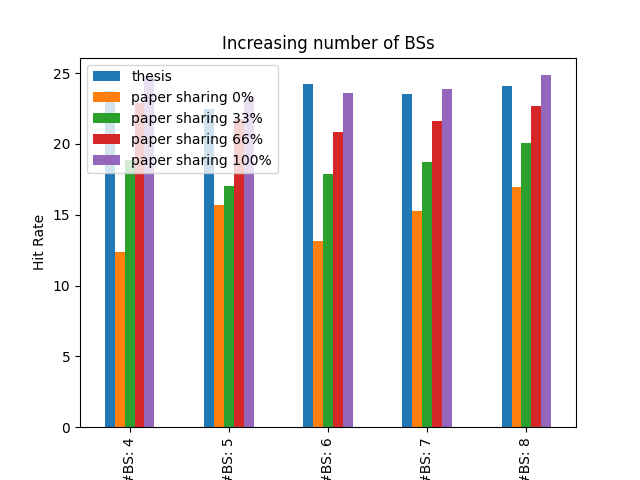 Increasing number of BSs
thesis
paper sharing 0%
paper sharing 33%
paper sharing 66%
paper sharing 100%
Hit Rate
25
20
15
10
5
0
#BS: 4
#BS: 5
#BS: 6
#BS: 7
#BS: 8